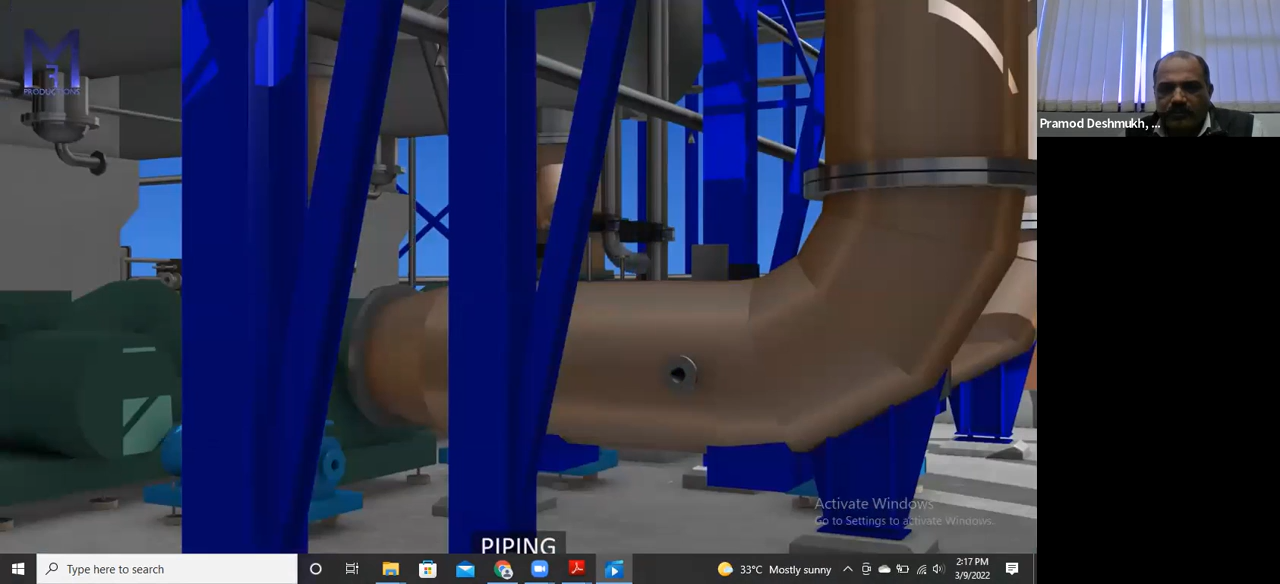 M3
PRODUCTIONS
Pramod Deshmukh, ...
Activate Windows
Go to Settings to activate Windows.
PIPING
Type here to search
33°C Mostly sunny
2:17 PM
3/9/2022